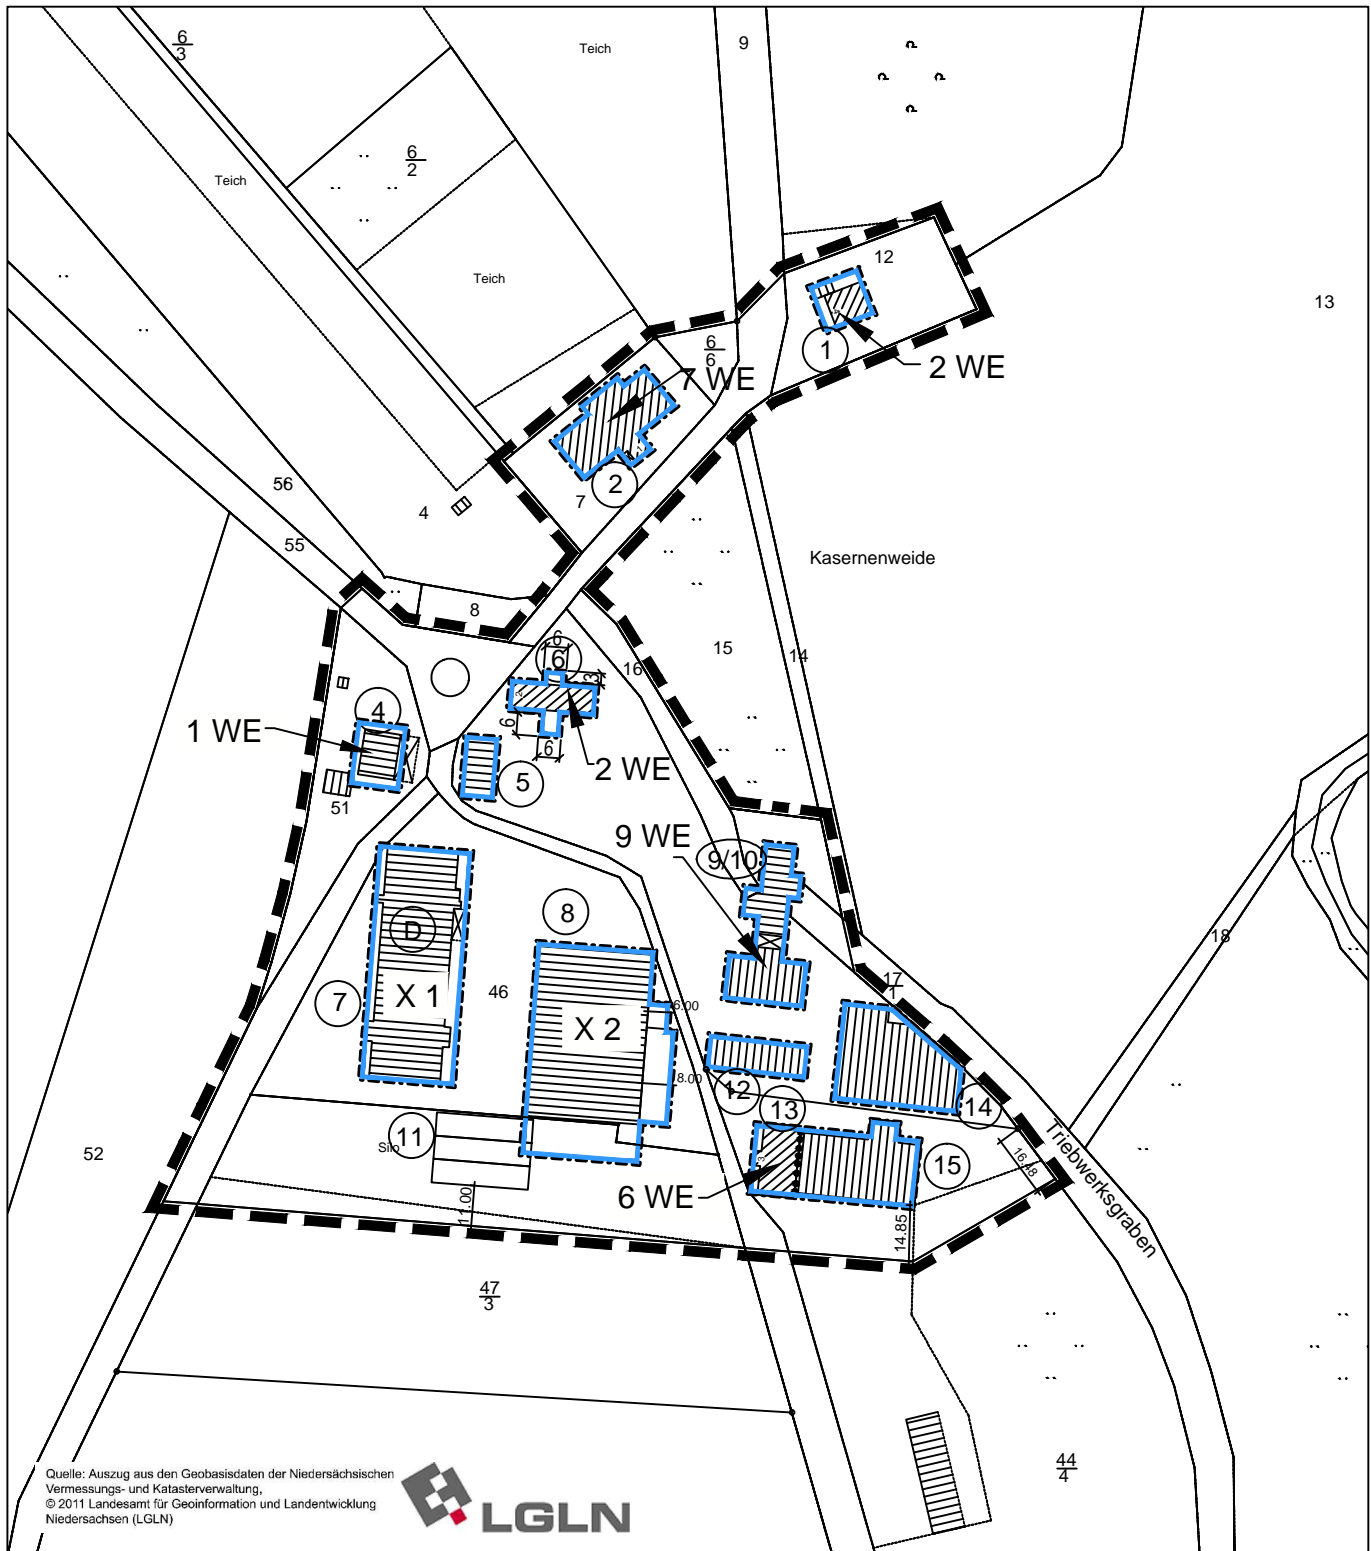 6
3
Teich
9
6
2
Teich
12
Teich
13
6
6
1
2 WE
7 WE
2
7
56
4
55
Kasernenweide
8
15
14
6
6
16
3
4
1 WE
6
6
2 WE
5
51
9 WE
9/10
8
D
18
17
1
46
X 1
7
6.00
X 2
8.00
12
13
14
11
Silo
Triebwerksgraben
52
15
16.48
6 WE
11.00
14.85
47
3
44
4
Quelle: Auszug aus den Geobasisdaten der Niedersächsischen
Vermessungs- und Katasterverwaltung,
© 2011 Landesamt für Geoinformation und Landentwicklung
Niedersachsen (LGLN)
LGLN